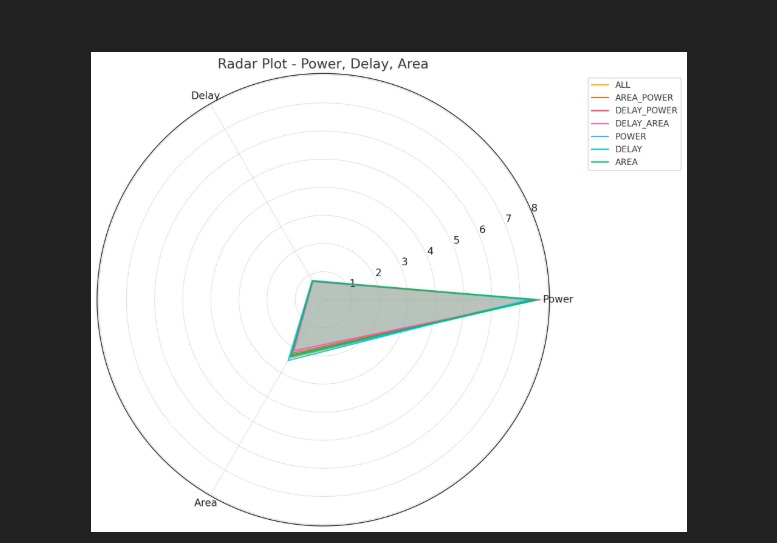 Radar Plot - Power, Delay, Area
ALL
AREA_POWER
DELAY_POWER
DELAY_AREA
POWER
DELAY
AREA
Delay
8
7
6
5
4
3
2
1
Power
Area